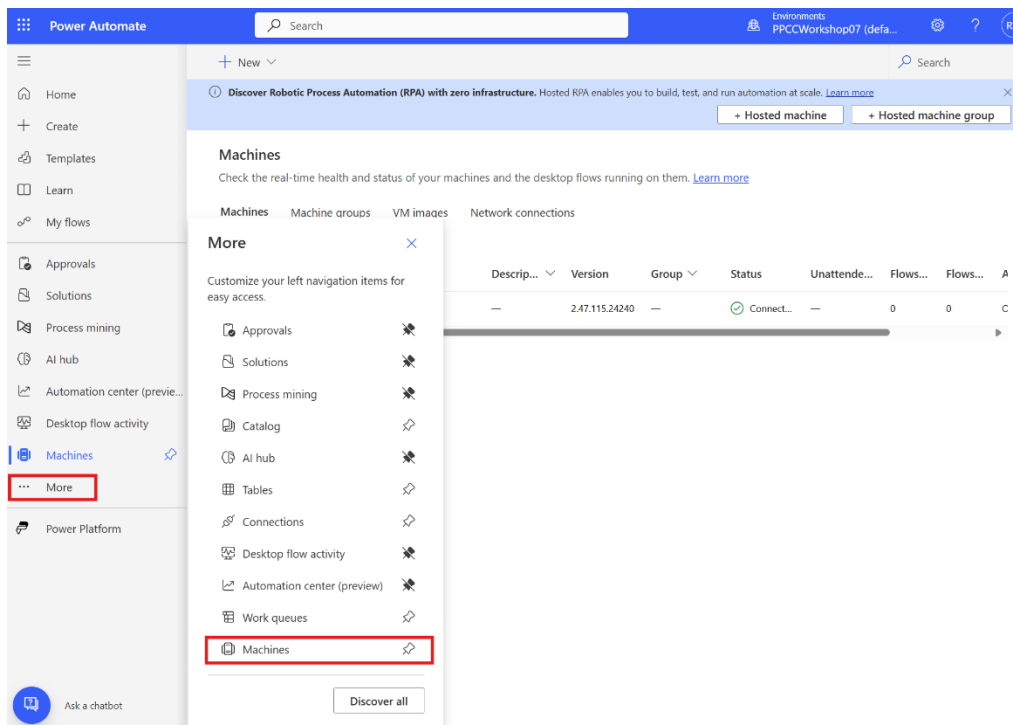 Power Automate
Search
Environments
PPCCWorkshop07 (defa...
?
R
New
Search
Discover Robotic Process Automation (RPA) with zero infrastructure. Hosted RPA enables you to build, test, and run automation at scale. Learn more
+ Hosted machine
+ Hosted machine group
Home
Create
Templates
Learn
My flows
Approvals
Solutions
Process mining
AI hub
Automation center (previe...
Desktop flow activity
Machines
More
Power Platform
Ask a chatbot
Machines
Check the real-time health and status of your machines and the desktop flows running on them. Learn more
Machines Machine groups VM images Network connections
Descrip... Version Group Status Unattende... Flows... Flows... A
— 2.47.115.24240 — Connect... — 0 0 C
More
Customize your left navigation items for
easy access.
Approvals
Solutions
Process mining
Catalog
AI hub
Tables
Connections
Desktop flow activity
Automation center (preview)
Work queues
Machines
Discover all